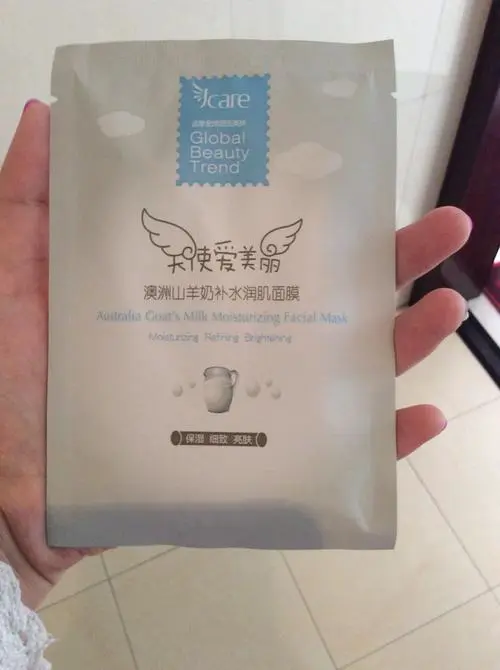 Jcare
Global
Beauty
Trend
天使爱美丽
澳洲山羊奶补水润肌面膜
Australia Goat's Milk Moisturizing Facial Mask
Moisturizing Refining Brightening
保湿 细致 亮肤